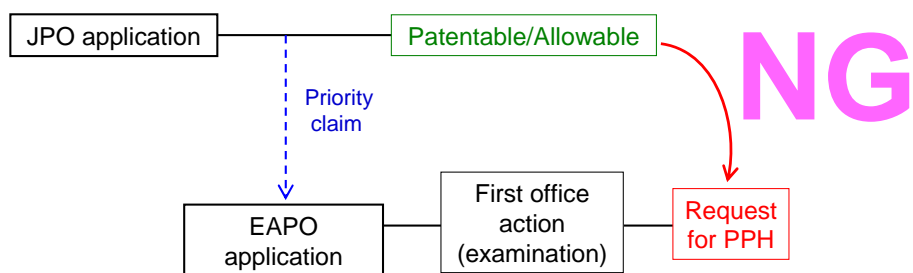 JPO application
Patentable/Allowable
NG
Priority
claim
EAPO
application
First office
action
(examination)
Request
for PPH